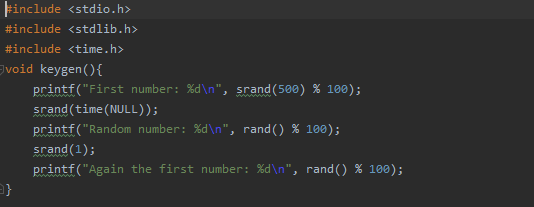 #include <stdio.h>
#include <stdlib.h>
#include <time.h>
void keygen(){
    printf("First number: %d\n", srand(500) % 100);
    srand(time(NULL));
    printf("Random number: %d\n", rand() % 100);
    srand(1);
    printf("Again the first number: %d\n", rand() % 100);
}